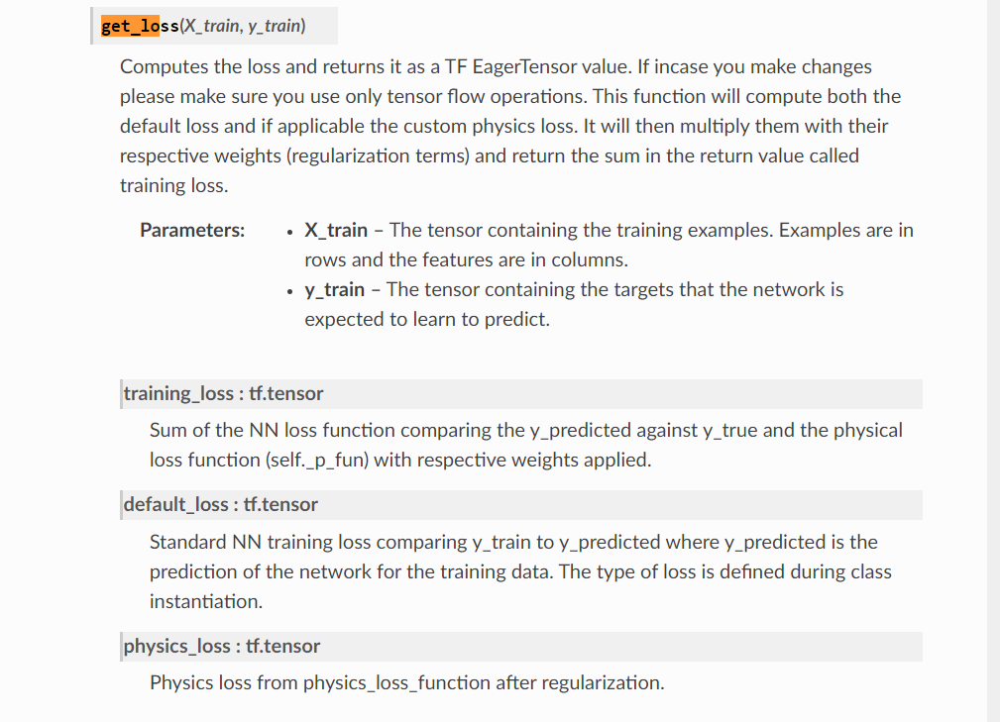 get_loss(X_train, y_train)
Computes the loss and returns it as a TF EagerTensor value. If incase you make changes
please make sure you use only tensor flow operations. This function will compute both the
default loss and if applicable the custom physics loss. It will then multiply them with their
respective weights (regularization terms) and return the sum in the return value called
training loss.
Parameters:
• X_train – The tensor containing the training examples. Examples are in
rows and the features are in columns.
• y_train – The tensor containing the targets that the network is
expected to learn to predict.
training_loss : tf.tensor
Sum of the NN loss function comparing the y_predicted against y_true and the physical
loss function (self._p_fun) with respective weights applied.
default_loss : tf.tensor
Standard NN training loss comparing y_train to y_predicted where y_predicted is the
prediction of the network for the training data. The type of loss is defined during class
instantiation.
physics_loss : tf.tensor
Physics loss from physics_loss_function after regularization.